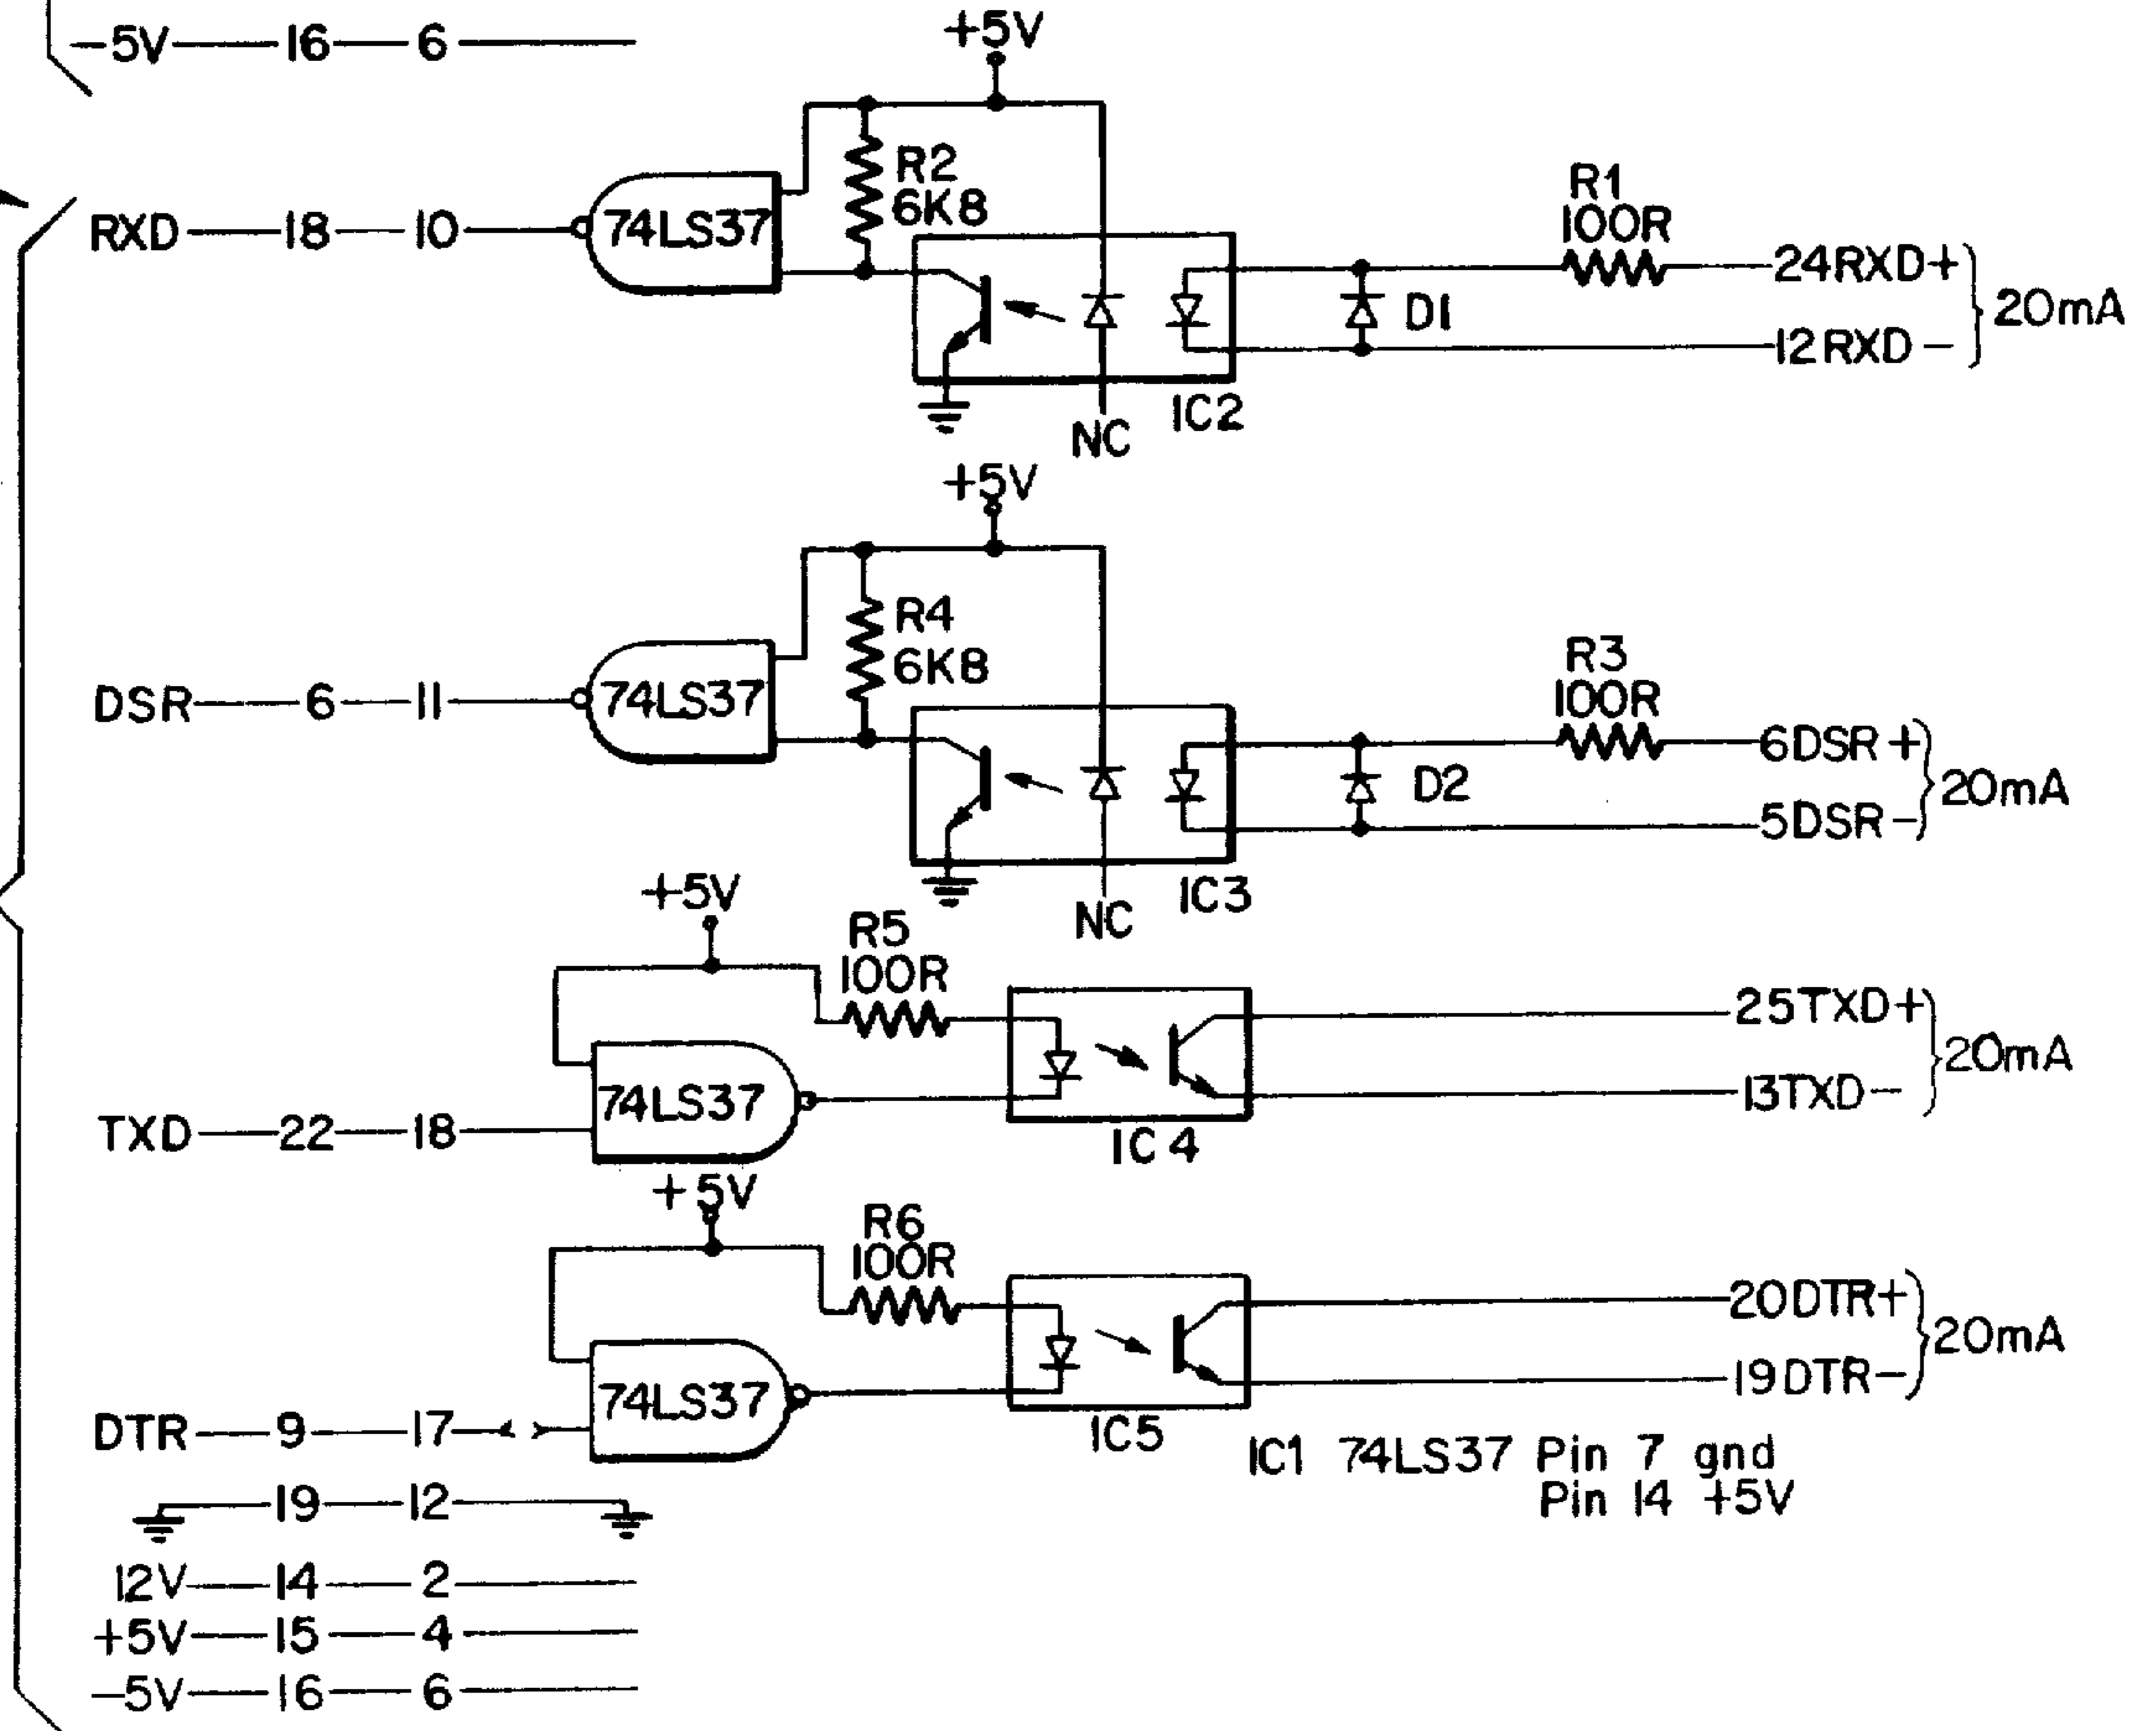 -5V 16 6
+5V
RXD 18 10 74LS37
R2
6K8
R1
100R
24RXD+
12RXD-
20mA
D1
IC2
NC
+5V
DSR 6 11 74LS37
R4
6K8
R3
100R
6DSR+
5DSR-
20mA
D2
IC3
NC
+5V
R5
100R
TXD 22 18 74LS37
25TXD+
13TXD-
20mA
IC4
+5V
R6
100R
DTR 9 17 74LS37
20DTR+
19DTR-
20mA
IC5
IC1 74LS37 Pin 7 gnd
Pin 14 +5V
19 12
12V 14 2
+5V 15 4
-5V 16 6